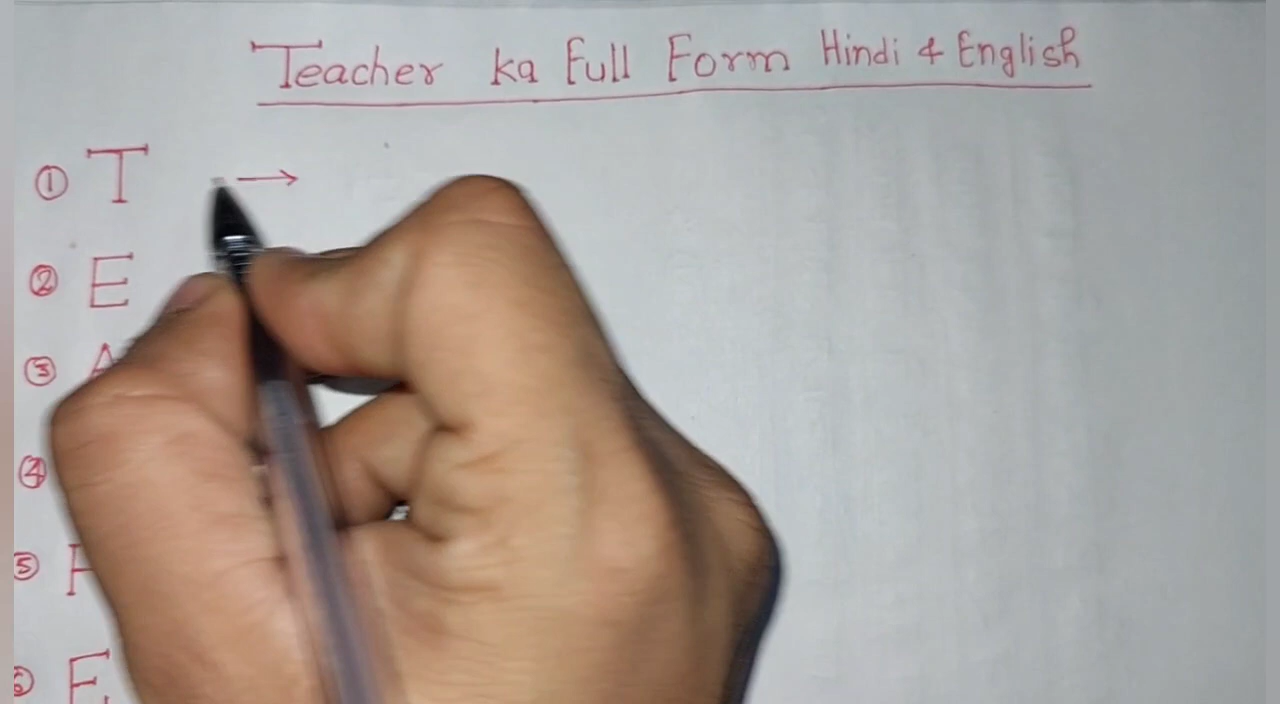 Teacher ka Full Form Hindi & English
① T →
② E
③ A
④
⑤ H
⑥ E